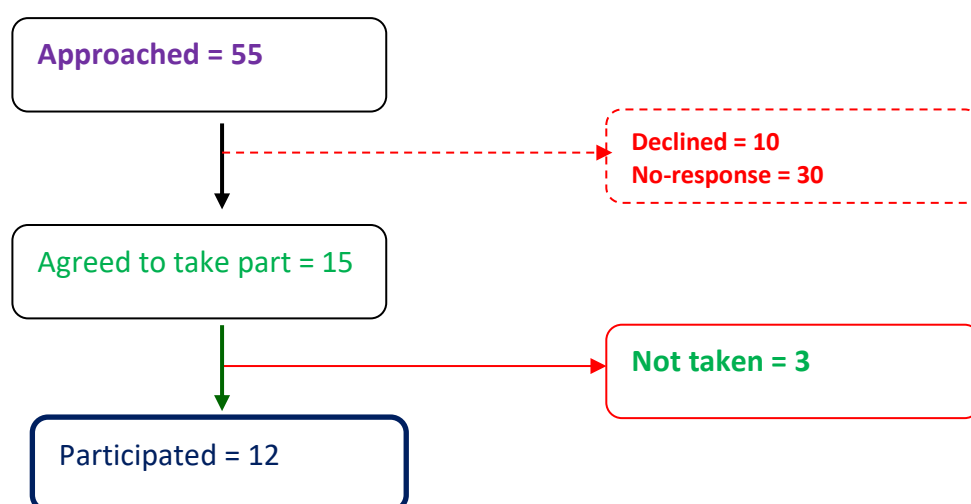 Approached = 55
Declined = 10
No-response = 30
Agreed to take part = 15
Not taken = 3
Participated = 12